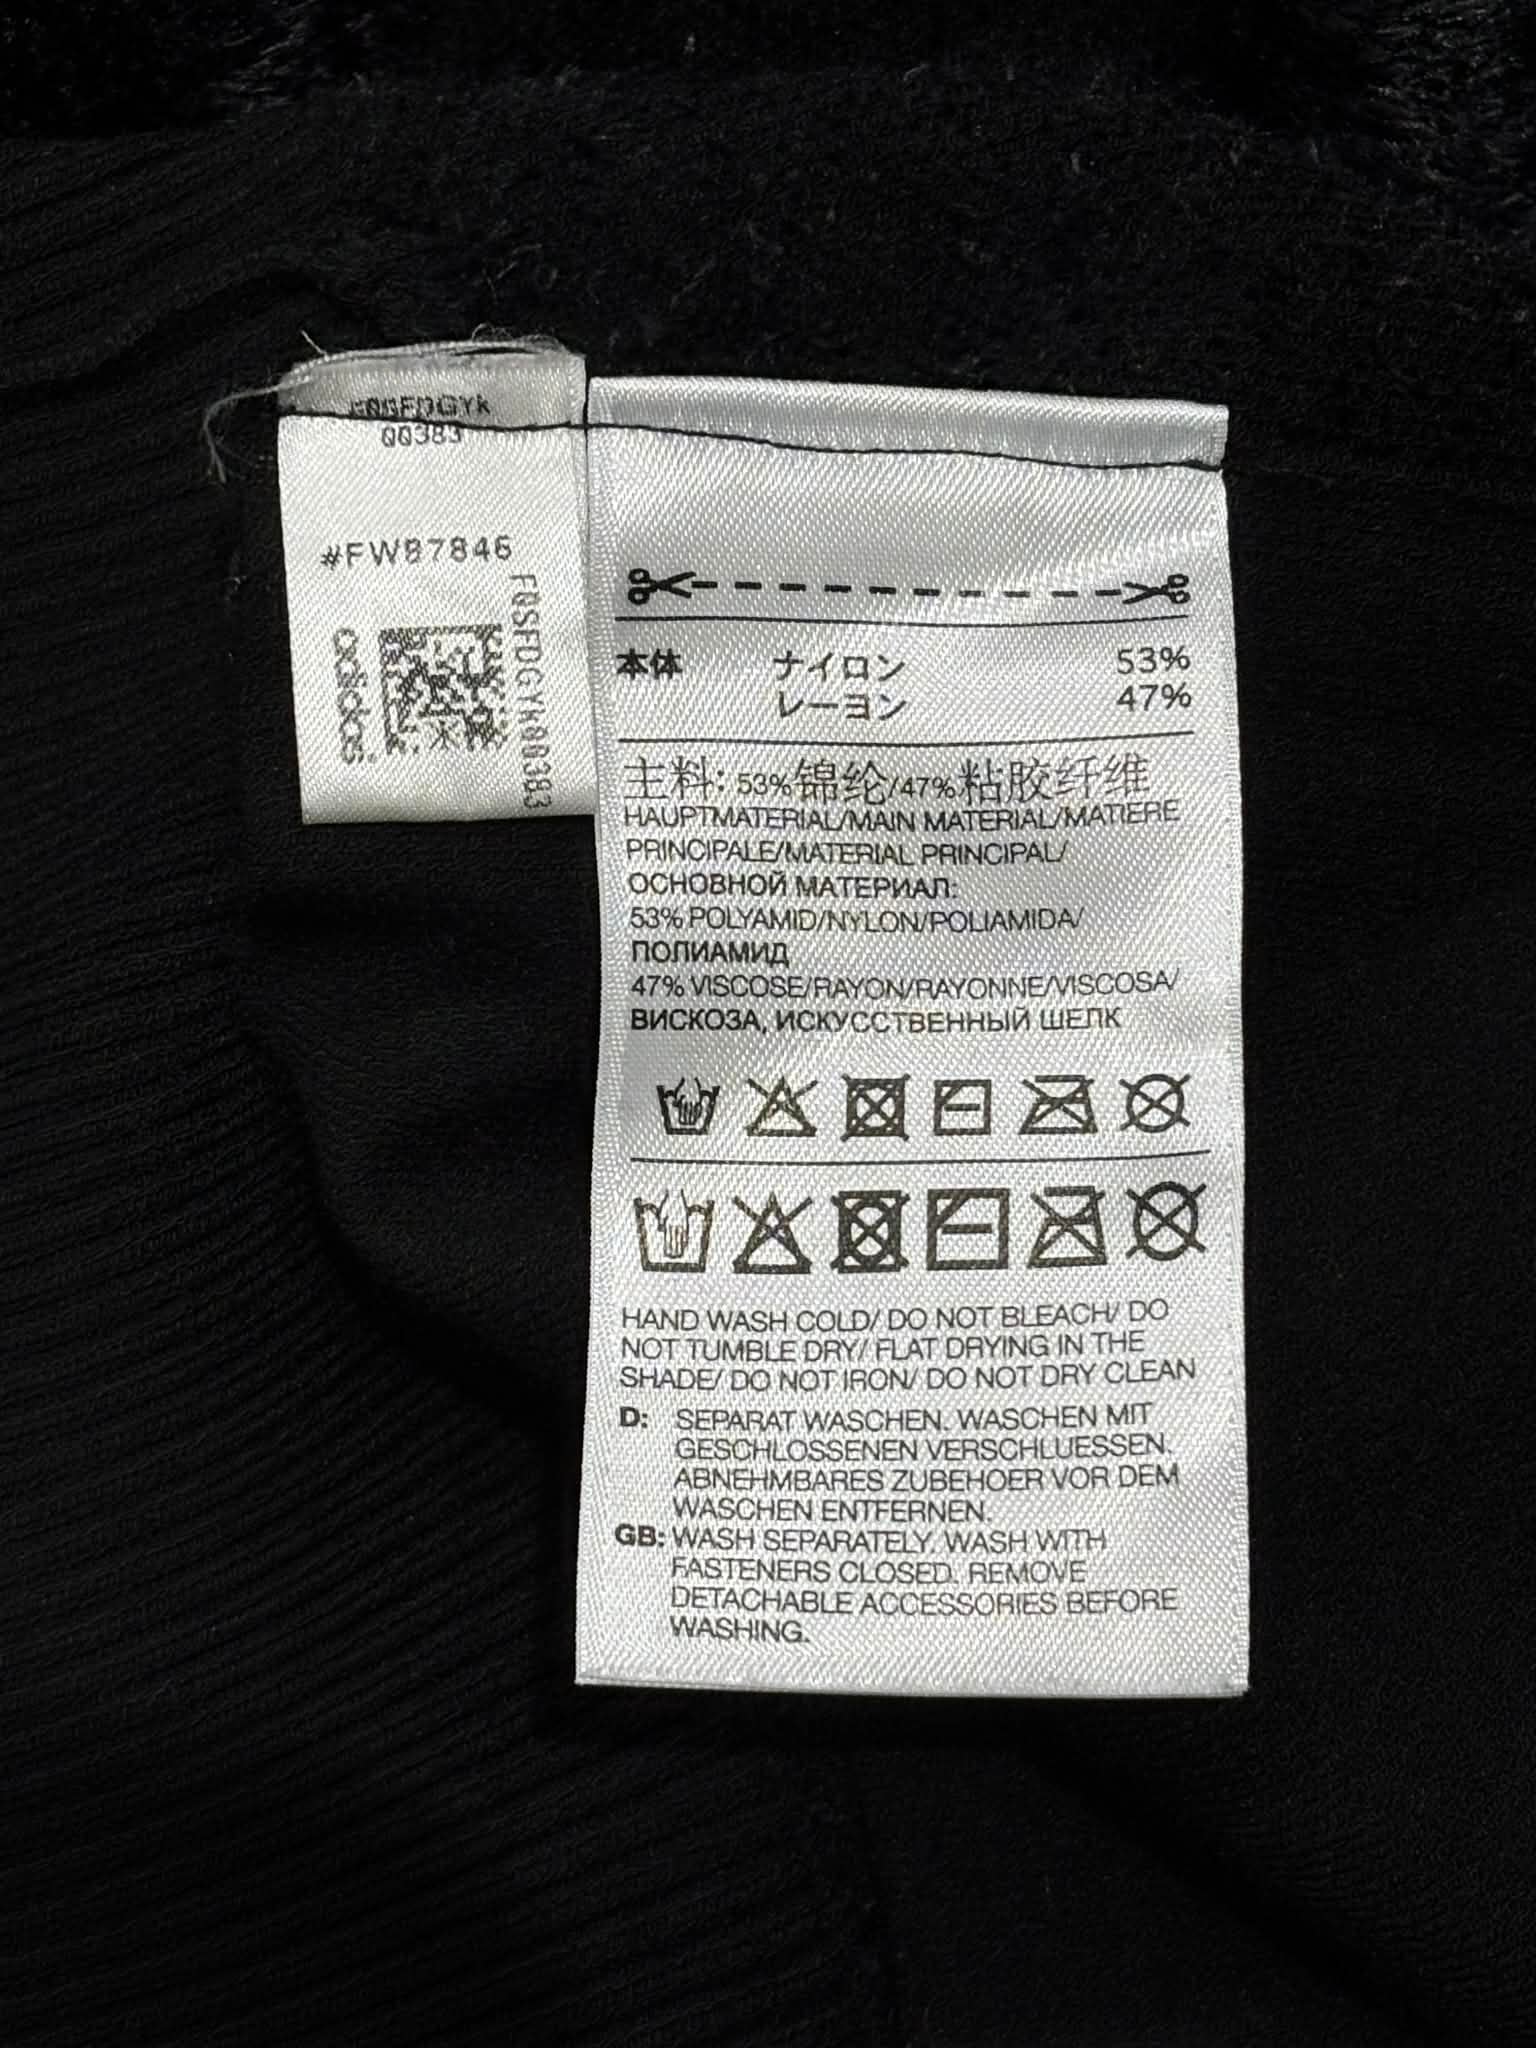 00383
#FW87846
adidas
FQSFDGYK00383
本体 ナイロン 53%
レーヨン 47%
主料: 53%锦纶/47%粘胶纤维
HAUPTMATERIAL/MAIN MATERIAL/MATIERE
PRINCIPALE/MATERIAL PRINCIPAL/
ОСНОВНОЙ МАТЕРИАЛ:
53% POLYAMID/NYLON/POLIAMIDA/
ПОЛИАМИД
47% VISCOSE/RAYON/RAYONNE/VISCOSA/
ВИСКОЗА, ИСКУССТВЕННЫЙ ШЕЛК
HAND WASH COLD/ DO NOT BLEACH/ DO
NOT TUMBLE DRY/ FLAT DRYING IN THE
SHADE/ DO NOT IRON/ DO NOT DRY CLEAN
D: SEPARAT WASCHEN. WASCHEN MIT
GESCHLOSSENEN VERSCHLUESSEN.
ABNEHMBARES ZUBEHOER VOR DEM
WASCHEN ENTFERNEN.
GB: WASH SEPARATELY. WASH WITH
FASTENERS CLOSED. REMOVE
DETACHABLE ACCESSORIES BEFORE
WASHING.